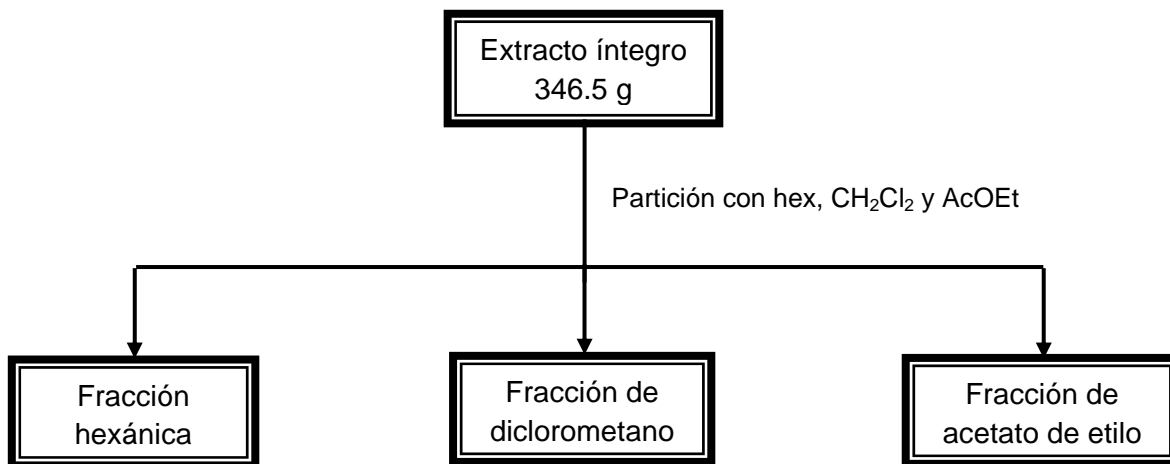 Extracto íntegro
346.5 g
Partición con hex, CH₂Cl₂ y AcOEt
Fracción
hexánica
Fracción de
diclorometano
Fracción de
acetato de etilo